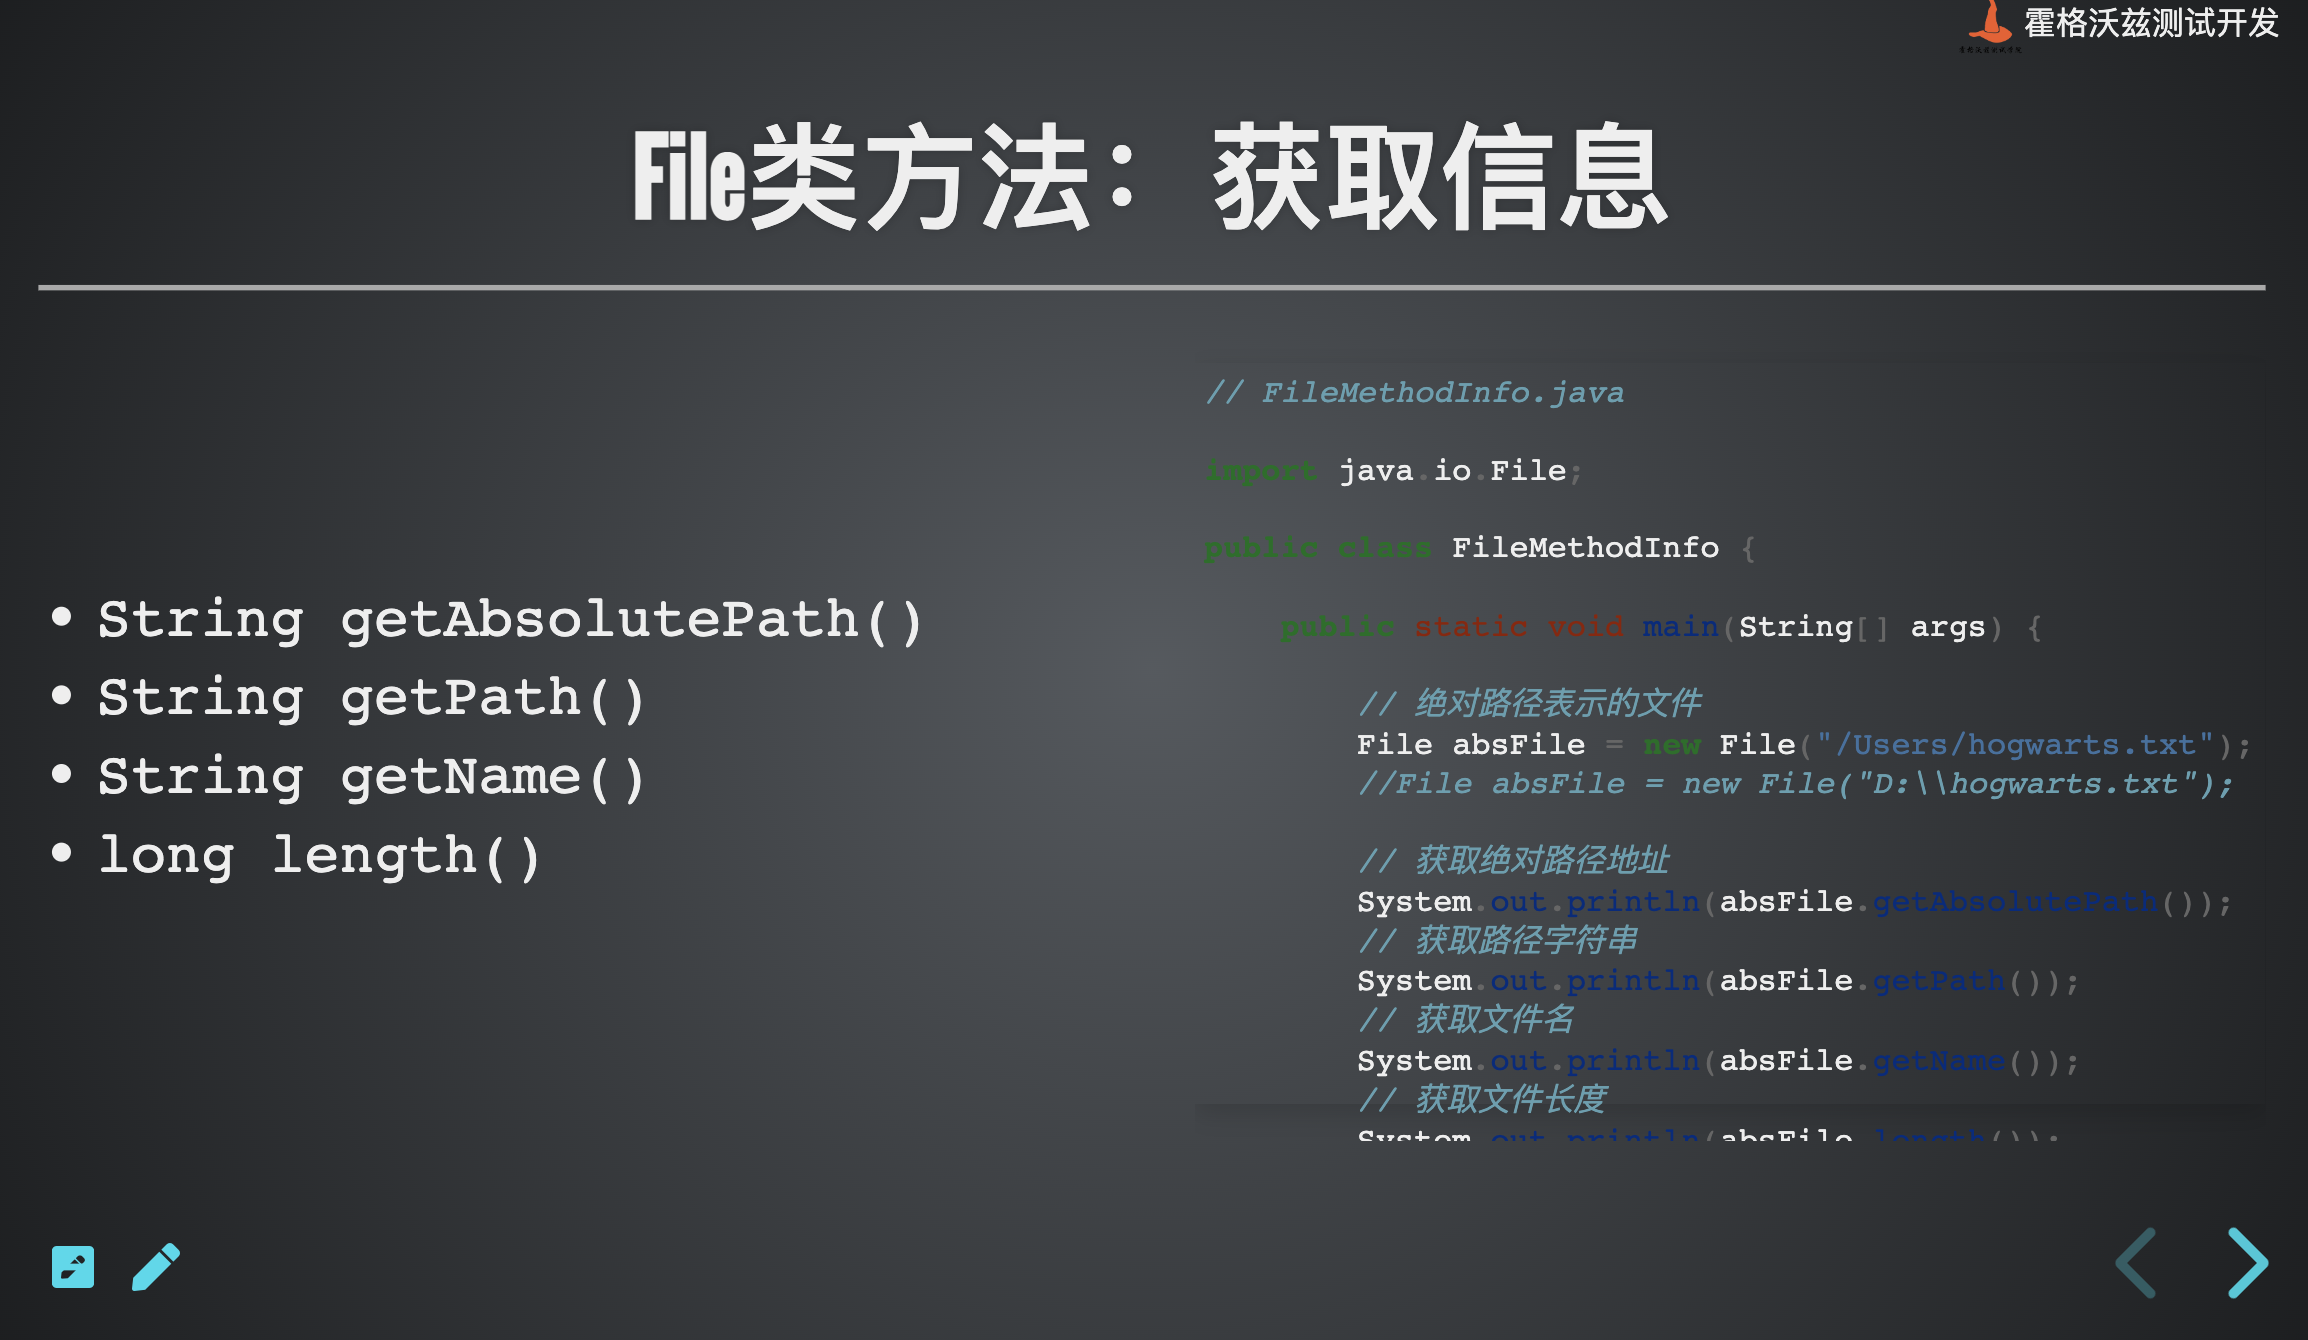 霍格沃兹测试开发
File类方法：获取信息
• String getAbsolutePath()
• String getPath()
• String getName()
• long length()
// FileMethodInfo.java
import java.io.File;
public class FileMethodInfo {
public static void main(String[] args) {
// 绝对路径表示的文件
File absFile = new File("/Users/hogwarts.txt");
//File absFile = new File("D:\\hogwarts.txt");
// 获取绝对路径地址
System.out.println(absFile.getAbsolutePath());
// 获取路径字符串
System.out.println(absFile.getPath());
// 获取文件名
System.out.println(absFile.getName());
// 获取文件长度
System.out.println(absFile.length());